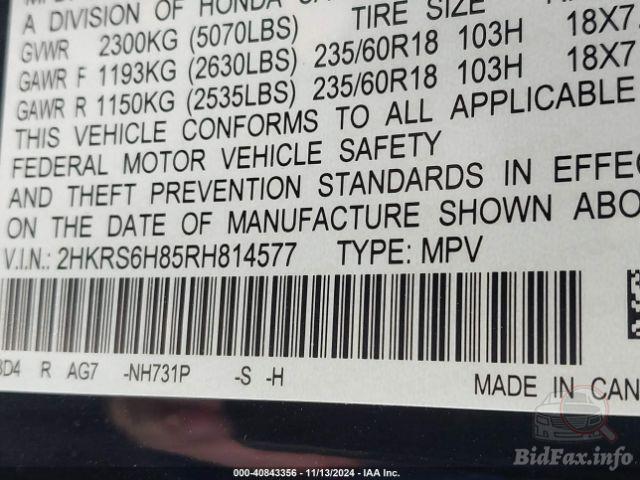 A DIVISION OF HONDA
TIRE SIZE
GVWR 2300KG (5070LBS)
GAWR F 1193KG (2630LBS) 235/60R18 103H 18X7
GAWR R 1150KG (2535LBS) 235/60R18 103H 18X7
THIS VEHICLE CONFORMS TO ALL APPLICABLE
FEDERAL MOTOR VEHICLE SAFETY
AND THEFT PREVENTION STANDARDS IN EFFEC
ON THE DATE OF MANUFACTURE SHOWN ABO
V.I.N.: 2HKRS6H85RH814577 TYPE: MPV
3D4 R AG7 -NH731P -S -H
MADE IN CAN
BidFax.info
000-40843356 - 11/13/2024 - IAA Inc.